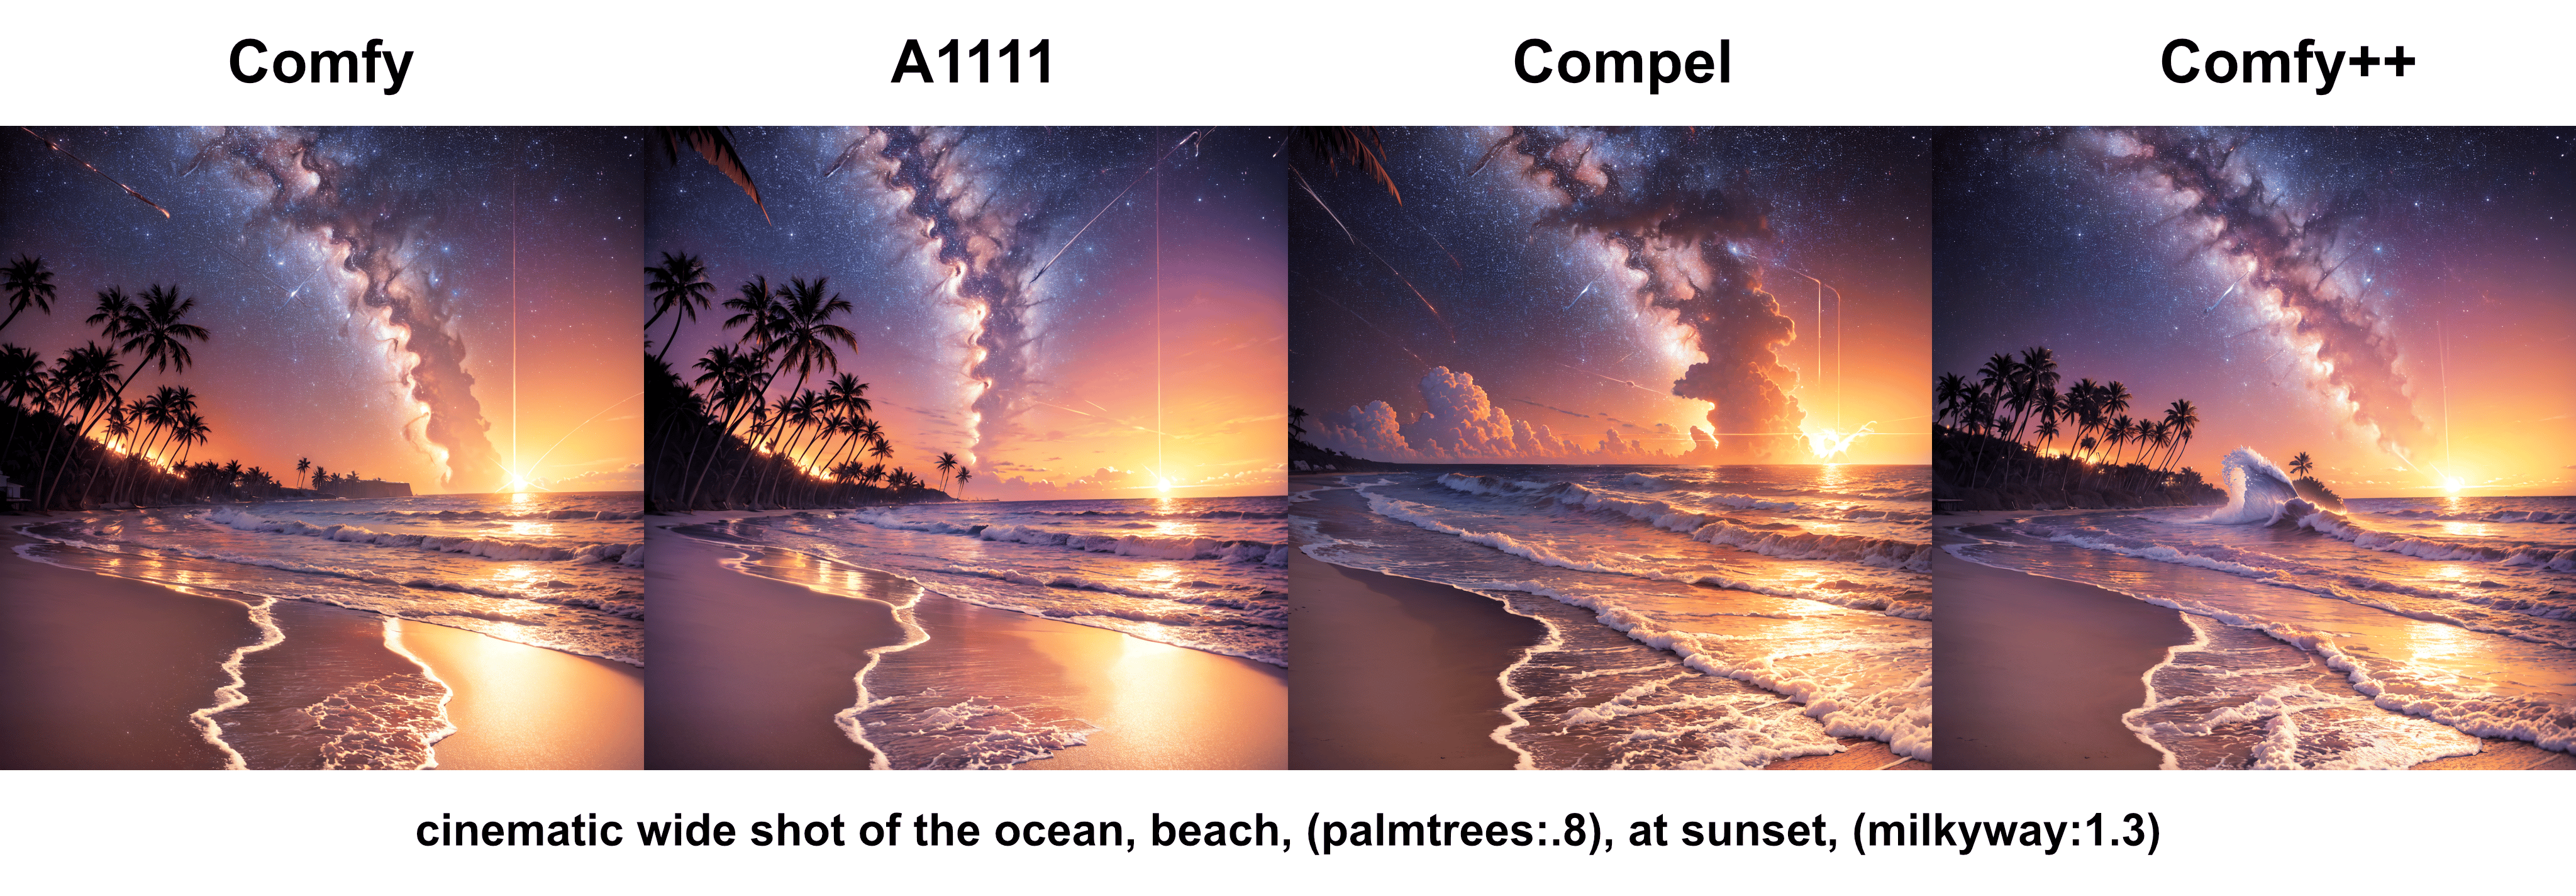 Comfy A1111 Compel Comfy++
cinematic wide shot of the ocean, beach, (palmtrees:.8), at sunset, (milkyway:1.3)